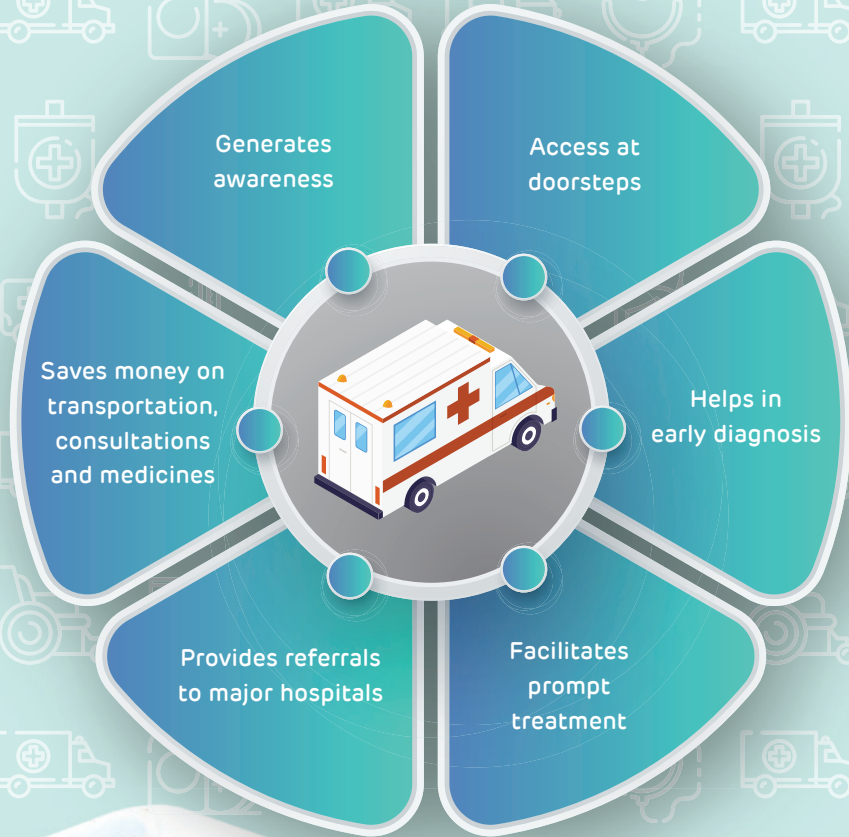 Generates
awareness
Access at
doorsteps
Saves money on
transportation,
consultations
and medicines
Helps in
early diagnosis
Provides referrals
to major hospitals
Facilitates
prompt
treatment